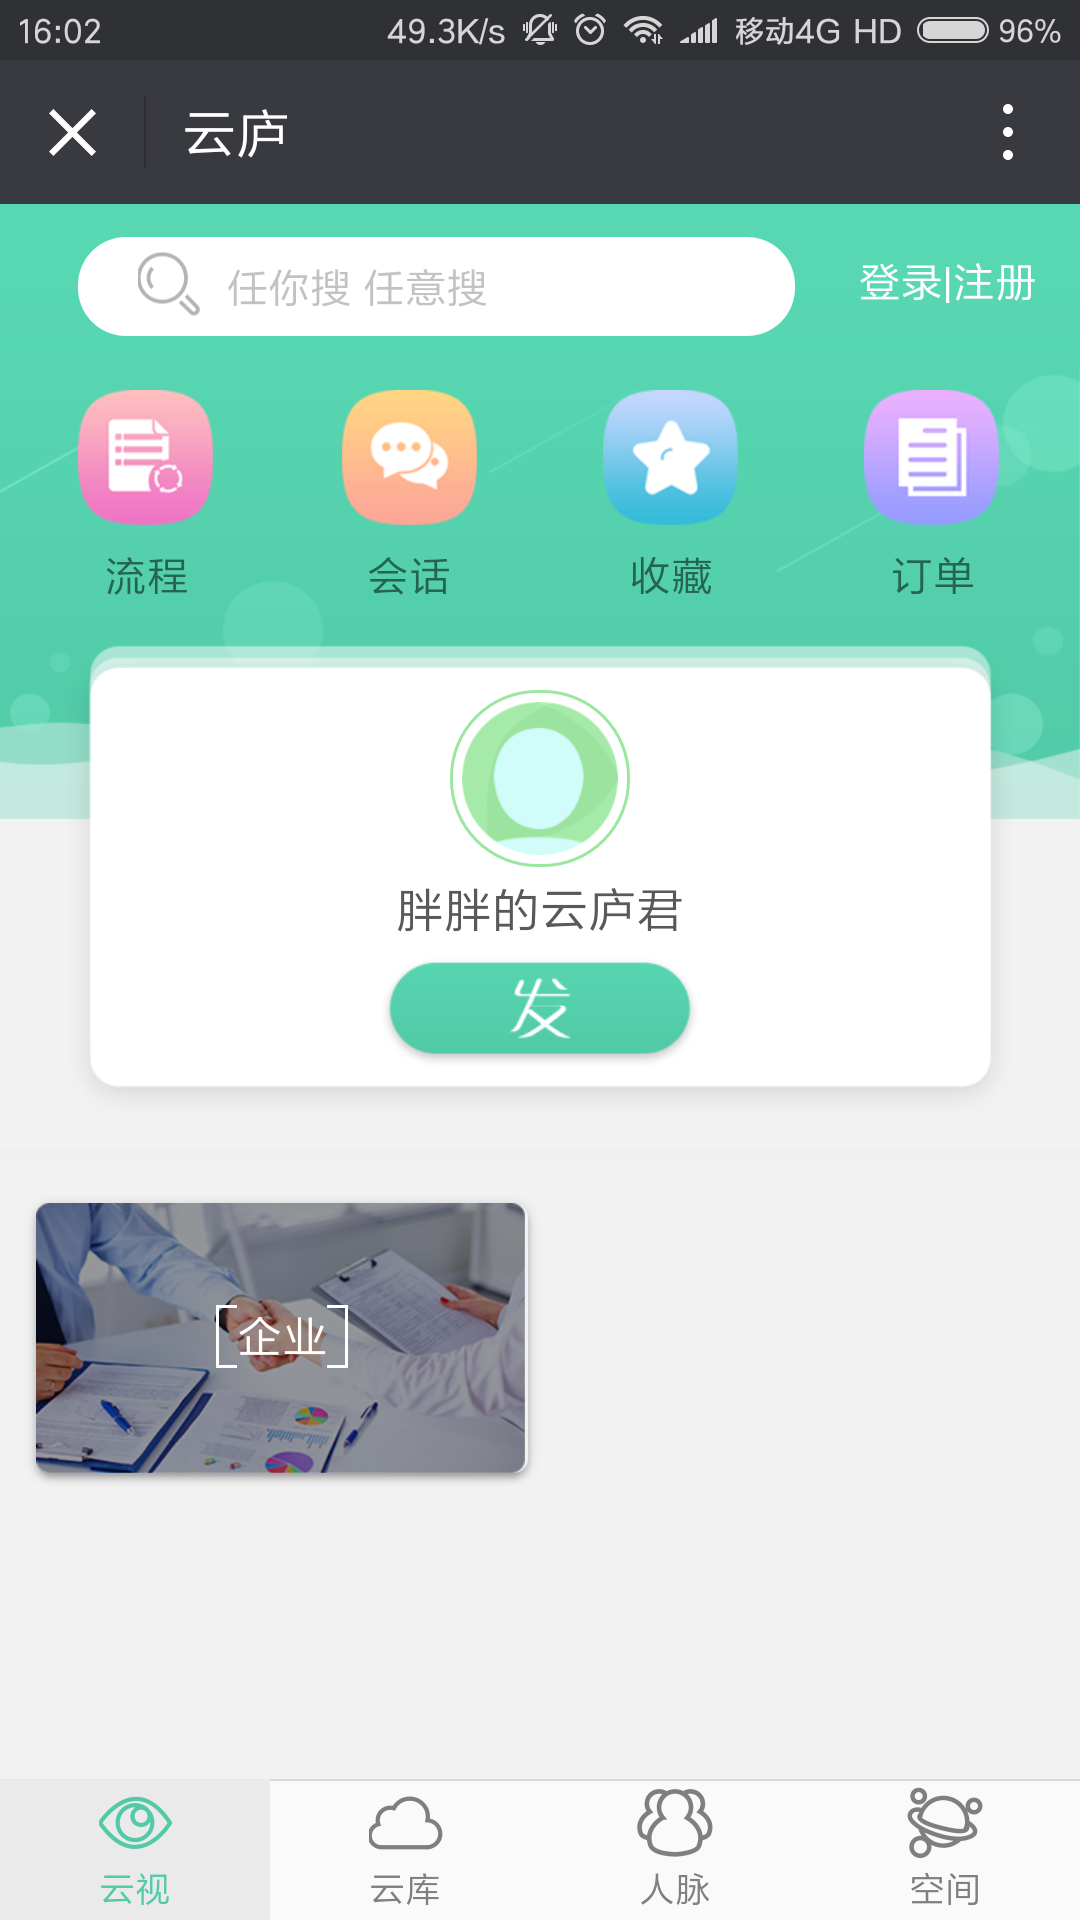 16:02 49.3K/s 移动4G HD 96%
云庐
任你搜 任意搜 登录|注册
流程 会话 收藏 订单
胖胖的云庐君
发
企业
云视 云库 人脉 空间